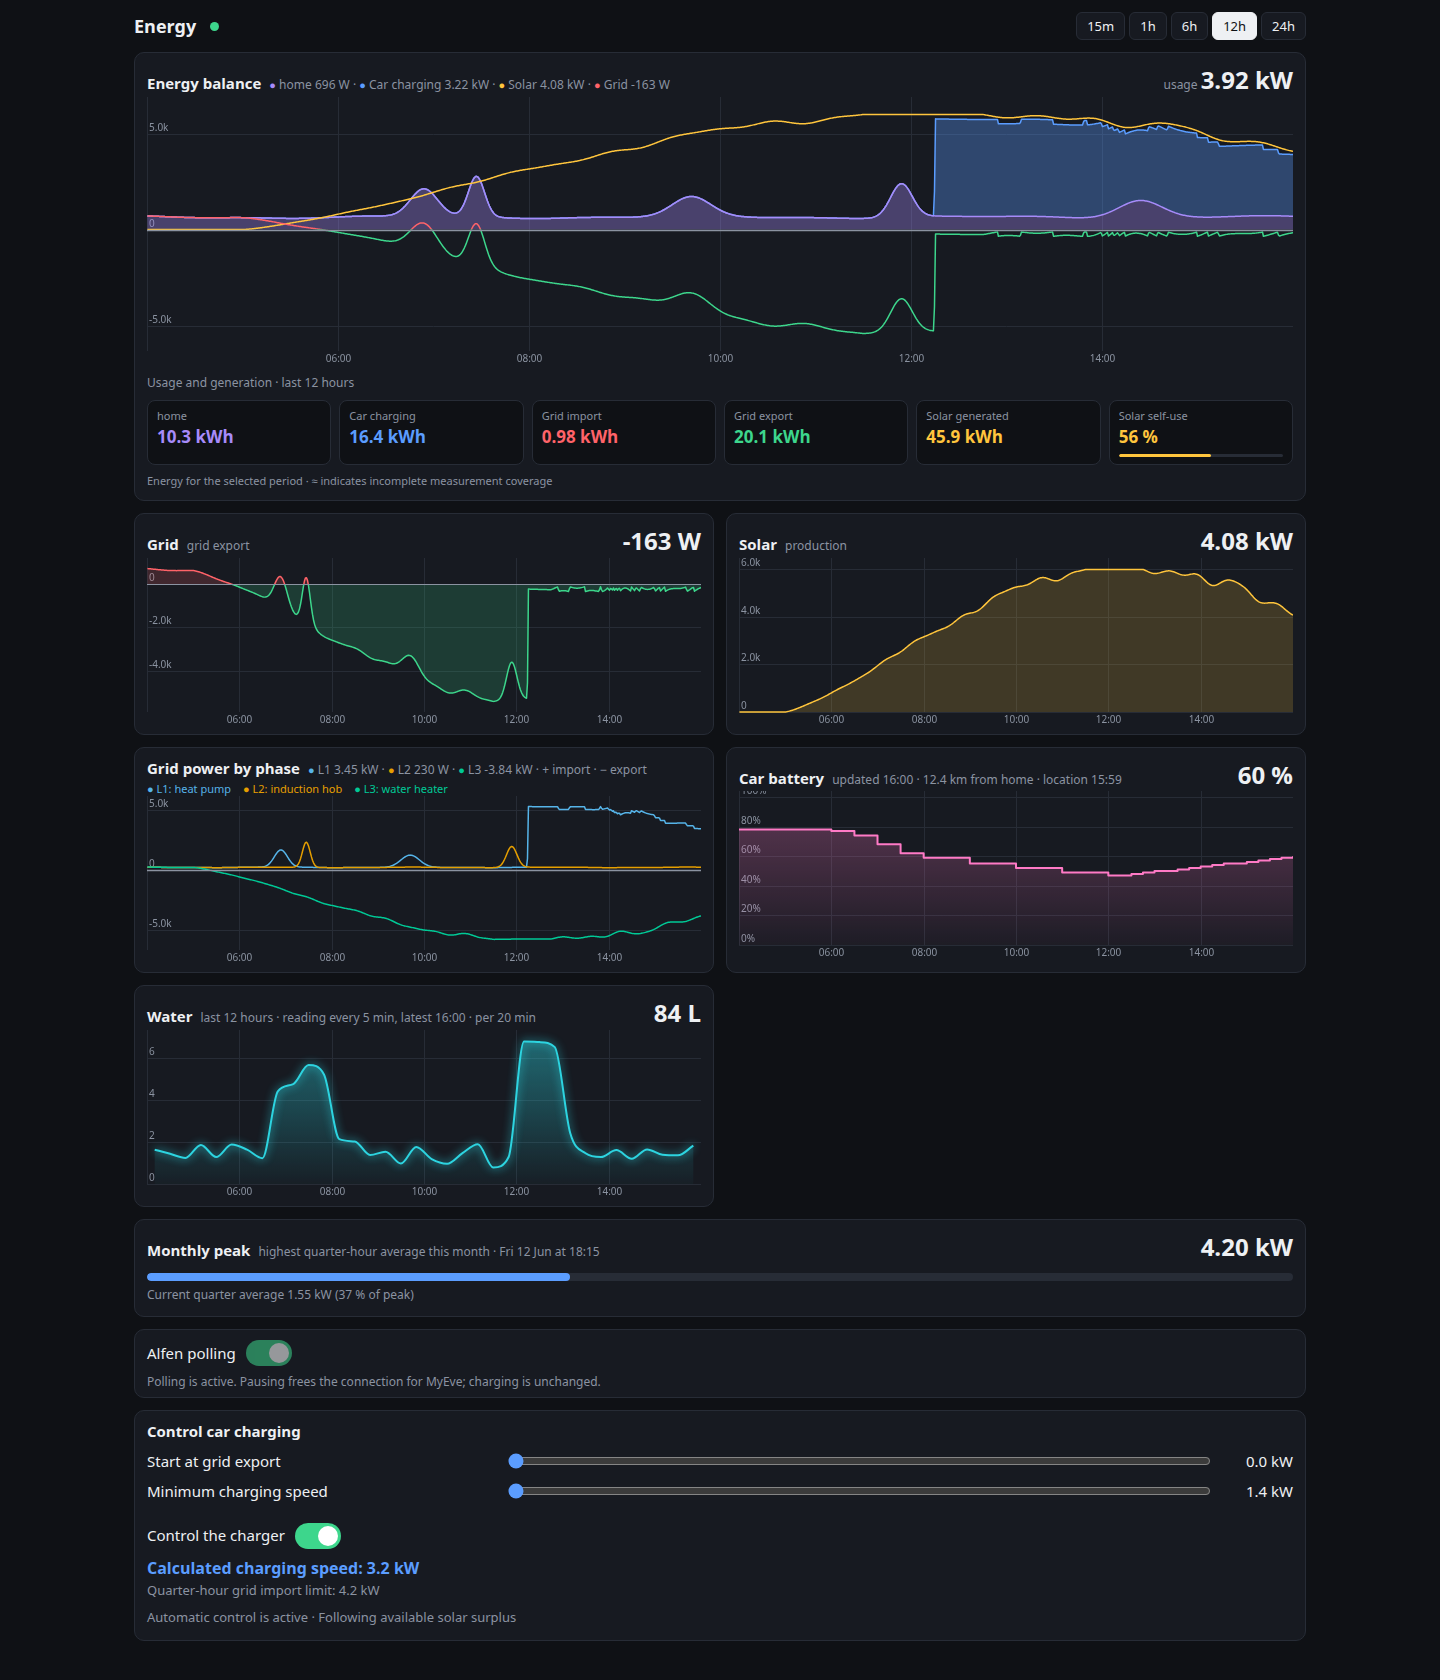 Energy
15m 1h 6h 12h 24h
Energy balance ● home 696 W · ● Car charging 3.22 kW · ● Solar 4.08 kW · ● Grid -163 W usage 3.92 kW
5.0k
0
-5.0k
06:00 08:00 10:00 12:00 14:00
Usage and generation · last 12 hours
home Car charging Grid import Grid export Solar generated Solar self-use
10.3 kWh 16.4 kWh 0.98 kWh 20.1 kWh 45.9 kWh 56 %
Energy for the selected period · ≈ indicates incomplete measurement coverage
Grid grid export -163 W
0
-2.0k
-4.0k
06:00 08:00 10:00 12:00 14:00
Solar production 4.08 kW
6.0k
4.0k
2.0k
0
06:00 08:00 10:00 12:00 14:00
Grid power by phase ● L1 3.45 kW · ● L2 230 W · ● L3 -3.84 kW · + import · − export
● L1: heat pump ● L2: induction hob ● L3: water heater
5.0k
0
-5.0k
06:00 08:00 10:00 12:00 14:00
Car battery updated 16:00 · 12.4 km from home · location 15:59 60 %
100%
80%
60%
40%
20%
0%
06:00 08:00 10:00 12:00 14:00
Water last 12 hours · reading every 5 min, latest 16:00 · per 20 min 84 L
6
4
2
0
06:00 08:00 10:00 12:00 14:00
Monthly peak highest quarter-hour average this month · Fri 12 Jun at 18:15 4.20 kW
Current quarter average 1.55 kW (37 % of peak)
Alfen polling
Polling is active. Pausing frees the connection for MyEve; charging is unchanged.
Control car charging
Start at grid export 0.0 kW
Minimum charging speed 1.4 kW
Control the charger
Calculated charging speed: 3.2 kW
Quarter-hour grid import limit: 4.2 kW
Automatic control is active · Following available solar surplus